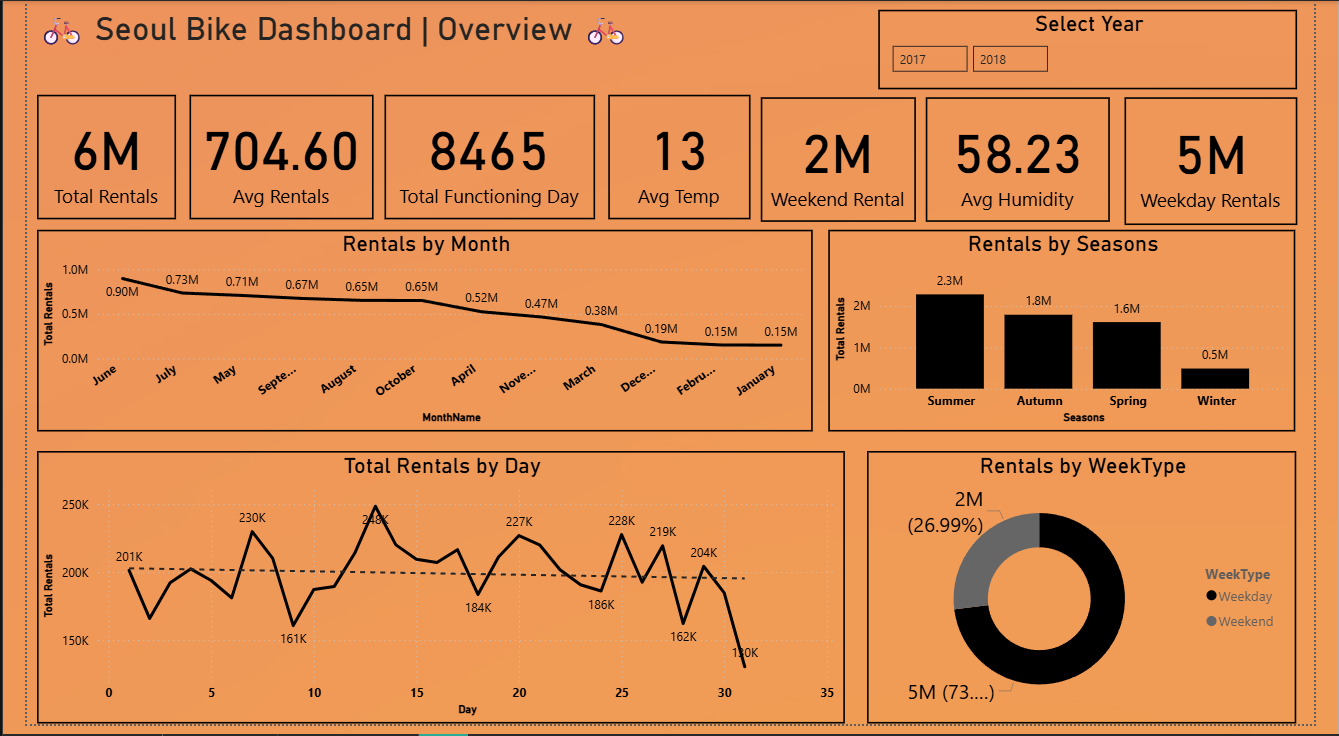 Seoul Bike Dashboard | Overview
Select Year
2017 2018
6M
Total Rentals
704.60
Avg Rentals
8465
Total Functioning Day
13
Avg Temp
2M
Weekend Rental
58.23
Avg Humidity
5M
Weekday Rentals
Rentals by Month
Total Rentals
1.0M
0.5M
0.0M
0.90M 0.73M 0.71M 0.67M 0.65M 0.65M 0.52M 0.47M 0.38M 0.19M 0.15M 0.15M
June July May Septe... August October April Nove... March Dece... Febru... January
MonthName
Rentals by Seasons
Total Rentals
2M
1M
0M
2.3M 1.8M 1.6M 0.5M
Summer Autumn Spring Winter
Seasons
Total Rentals by Day
Total Rentals
250K
200K
150K
201K 230K 161K 248K 184K 227K 186K 228K 219K 162K 204K 130K
0 5 10 15 20 25 30 35
Day
Rentals by WeekType
2M
(26.99%)
5M (73....)
WeekType
Weekday
Weekend